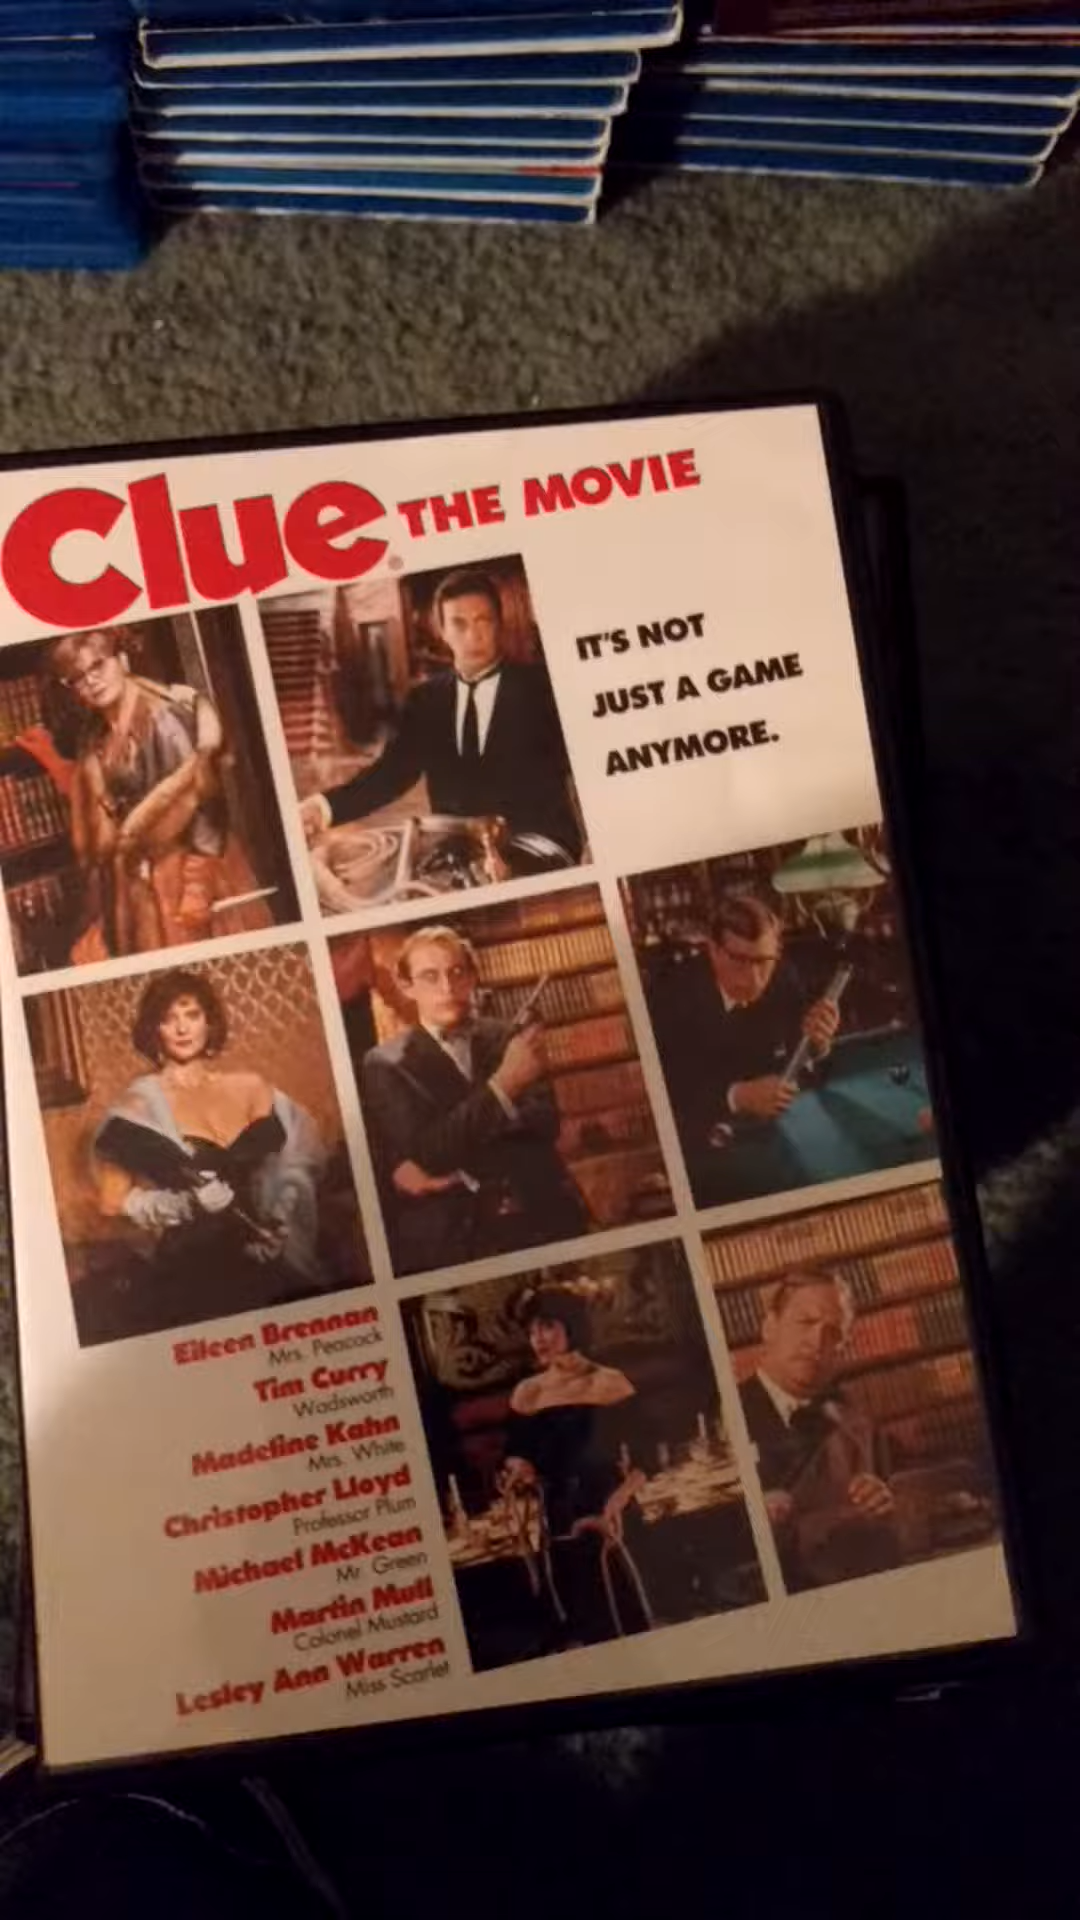 Clue® THE MOVIE
IT'S NOT
JUST A GAME
ANYMORE.
Eileen Brennan
Mrs. Peacock
Tim Curry
Wadsworth
Madeline Kahn
Mrs. White
Christopher Lloyd
Professor Plum
Michael McKean
Mr. Green
Martin Mull
Colonel Mustard
Lesley Ann Warren
Miss Scarlet